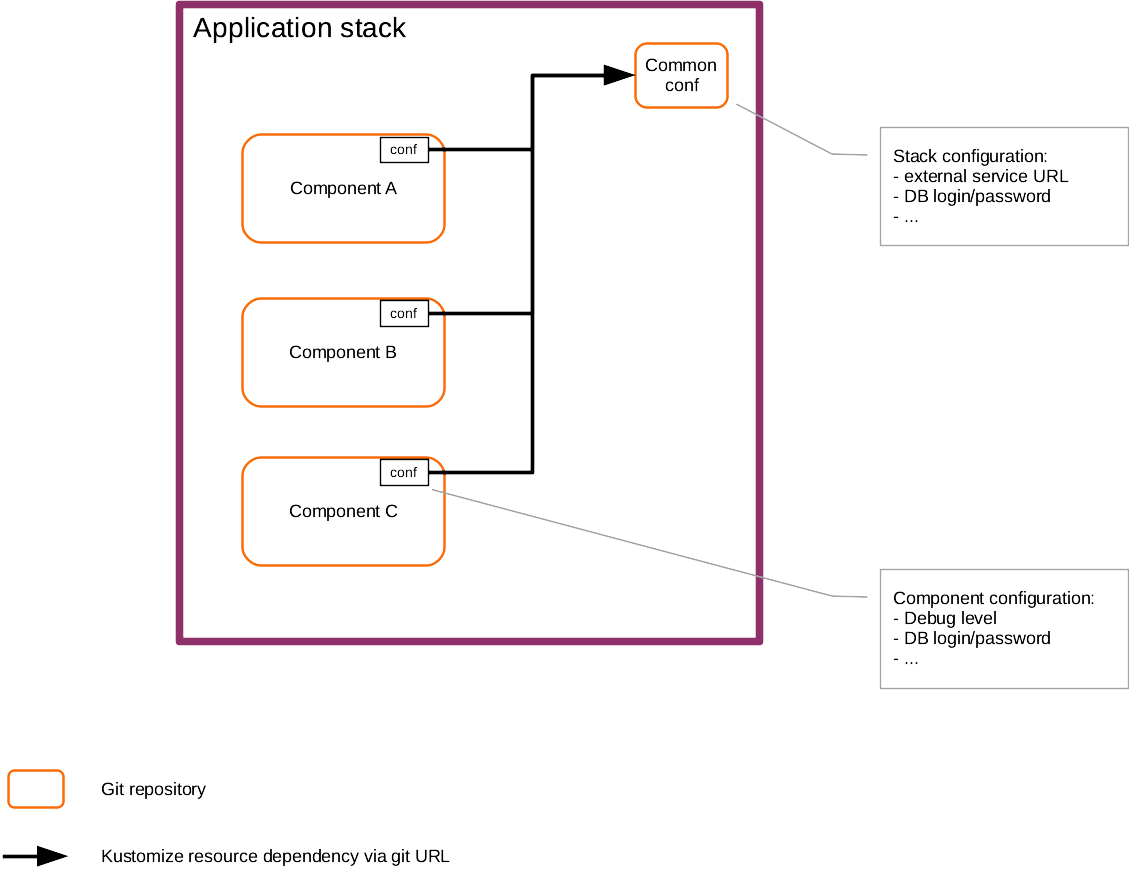 Application stack
Common
conf
conf
Component A
Stack configuration:
- external service URL
- DB login/password
- ...
conf
Component B
conf
Component C
Component configuration:
- Debug level
- DB login/password
- ...
Git repository
Kustomize resource dependency via git URL